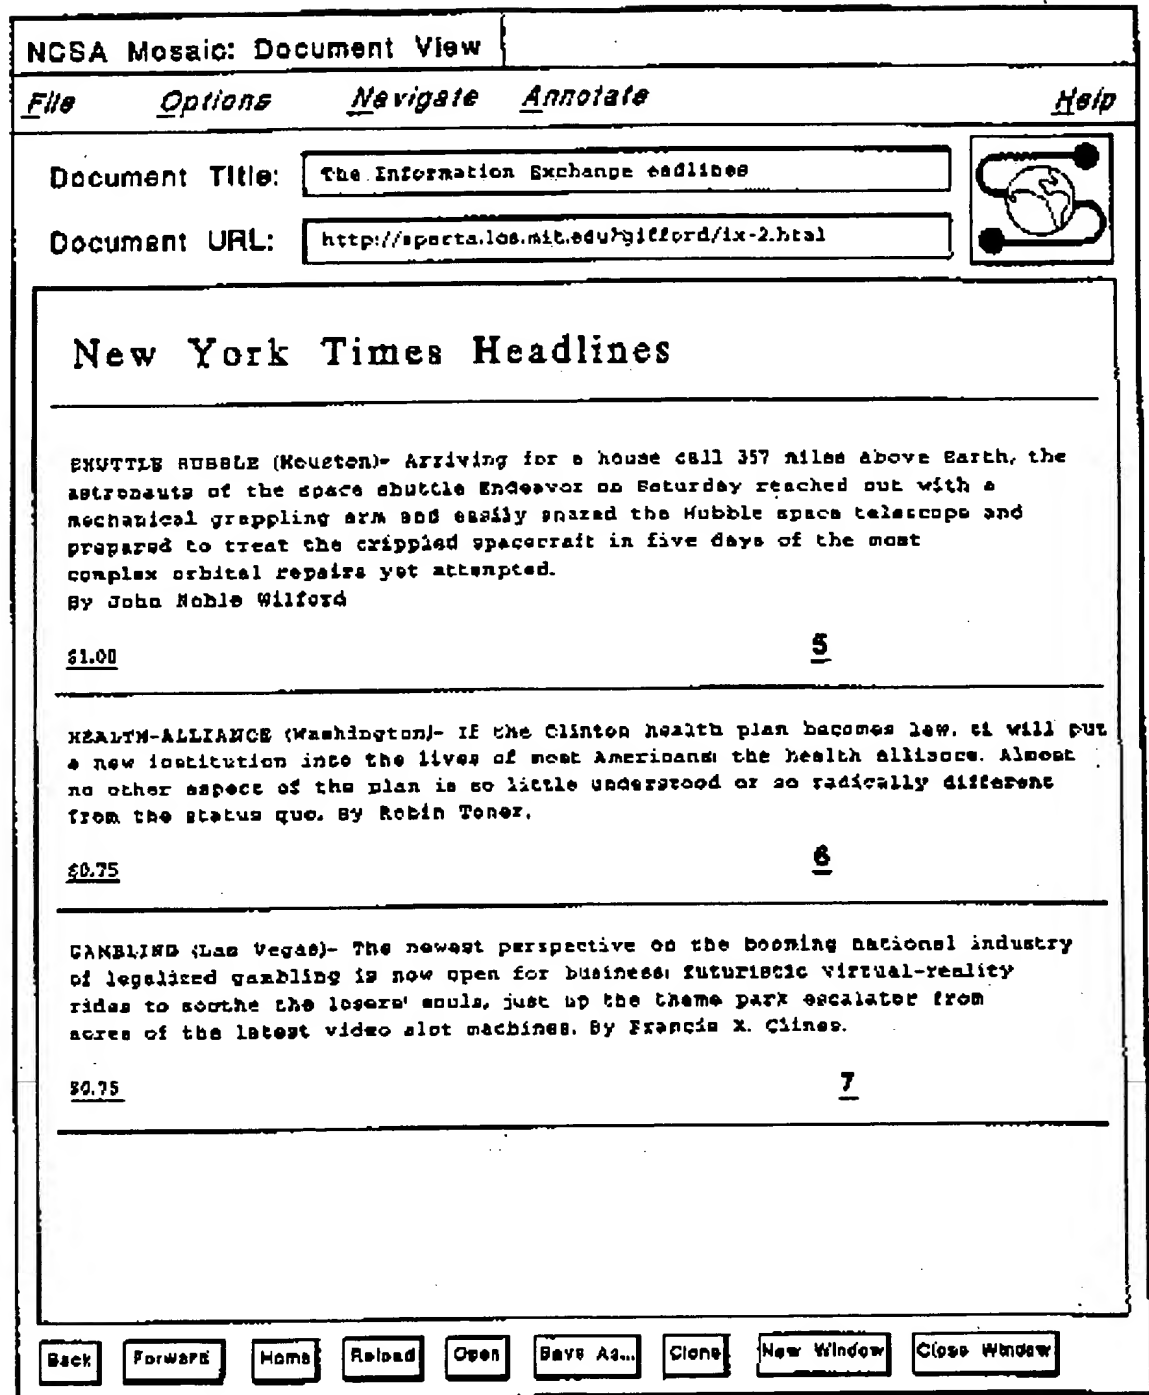 NCSA Mosaic: Document View
File Options Navigate Annotate Help
Document Title: The Information Exchange eadlines
Document URL: http://sparta.lcs.mit.edu/gifford/ix-2.html
New York Times Headlines
SHUTTLE HUBBLE (Houston)- Arriving for a house call 357 miles above Earth, the
astronauts of the space shuttle Endeavor on Saturday reached out with a
mechanical grappling arm and easily snared the Hubble space telescope and
prepared to treat the crippled spacecraft in five days of the most
complex orbital repairs yet attempted.
By John Noble Wilford
$1.00 5
HEALTH-ALLIANCE (Washington)- If the Clinton health plan becomes law, ti will put
a new institution into the lives of most Americans: the health alliance. Almost
no other aspect of the plan is so little understood or so radically different
from the status quo. By Robin Toner.
$0.75 6
GAMBLING (Las Vegas)- The newest perspective on the booming national industry
of legalized gambling is now open for business: futuristic virtual-reality
rides to soothe the losers' souls, just up the theme park escalator from
acres of the latest video slot machines. By Francis X. Clines.
$0.75 7
Back Forward Home Reload Open Save As... Clone New Window Close Window